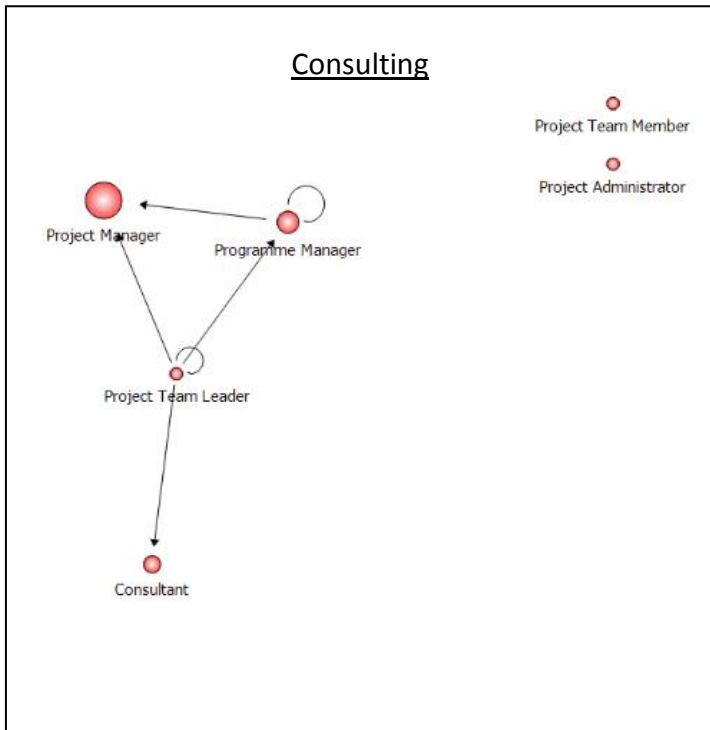 Consulting
Project Team Member
Project Administrator
Project Manager
Programme Manager
Project Team Leader
Consultant